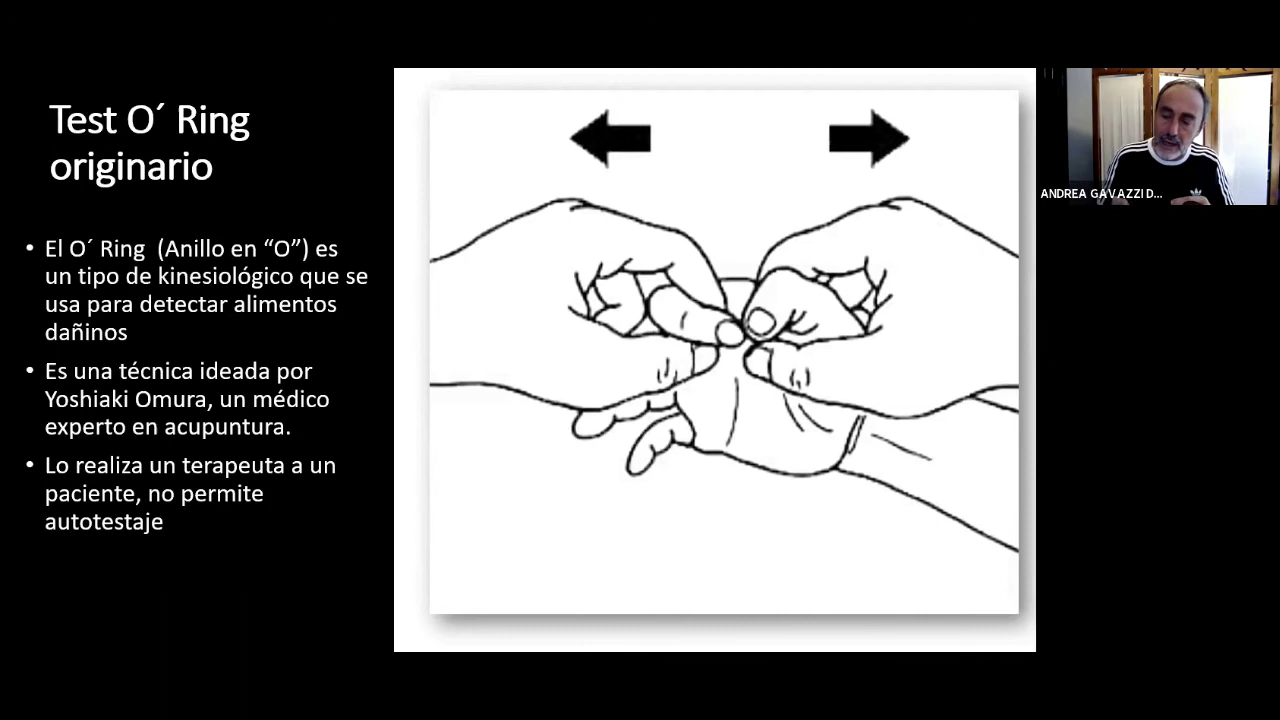 Test O´ Ring
originario
• El O´ Ring  (Anillo en “O”) es
un tipo de kinesiológico que se
usa para detectar alimentos
dañinos
• Es una técnica ideada por
Yoshiaki Omura, un médico
experto en acupuntura.
• Lo realiza un terapeuta a un
paciente, no permite
autotestaje
ANDREA GAVAZZI D...